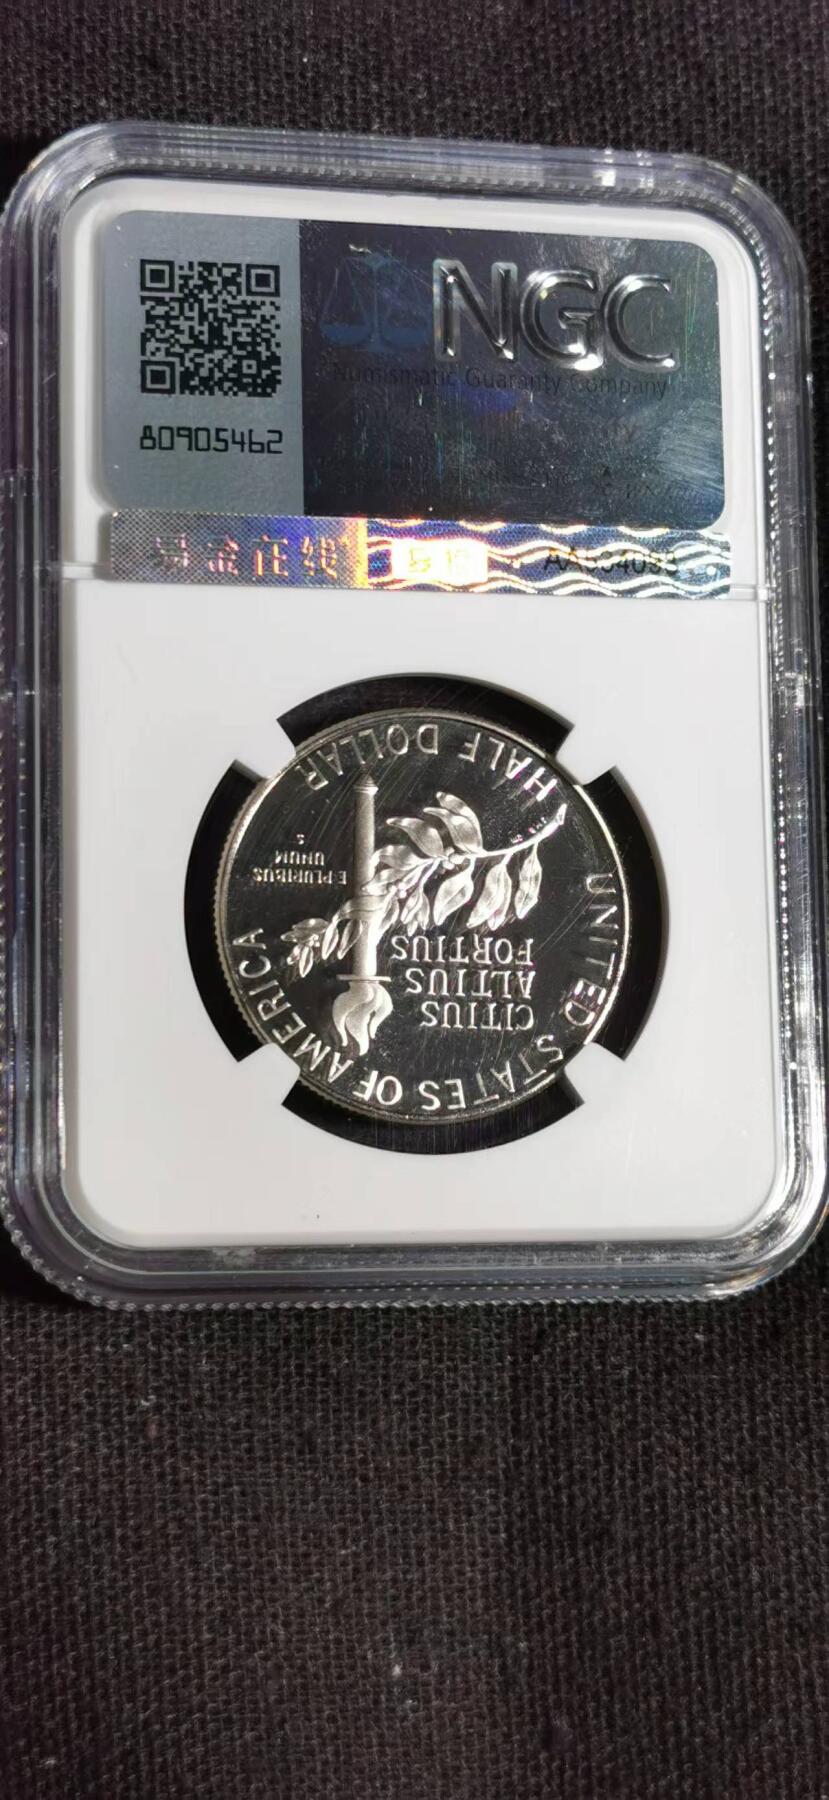 NGC
Numismatic Guaranty Company
80905462
金在线
HALF DOLLAR
E PLURIBUS
UNUM
S
CITIUS
ALTIUS
FORTIUS
UNITED STATES OF AMERICA